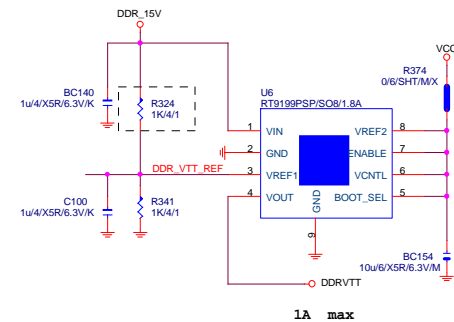 DDR_15V
VCC
BC140
1u/4/X5R/6.3V/K
R324
1K/4/1
U6
RT9199PSP/SO8/1.8A
R374
0/6/SHT/M/X
1 VIN VREF2 8
2 GND ENABLE 7
DDR_VTT_REF 3 VREF1 VCNTL 6
4 VOUT BOOT_SEL 5
GND
9
C100
1u/4/X5R/6.3V/K
R341
1K/4/1
BC154
10u/6/X5R/6.3V/M
DDRVTT
1A max